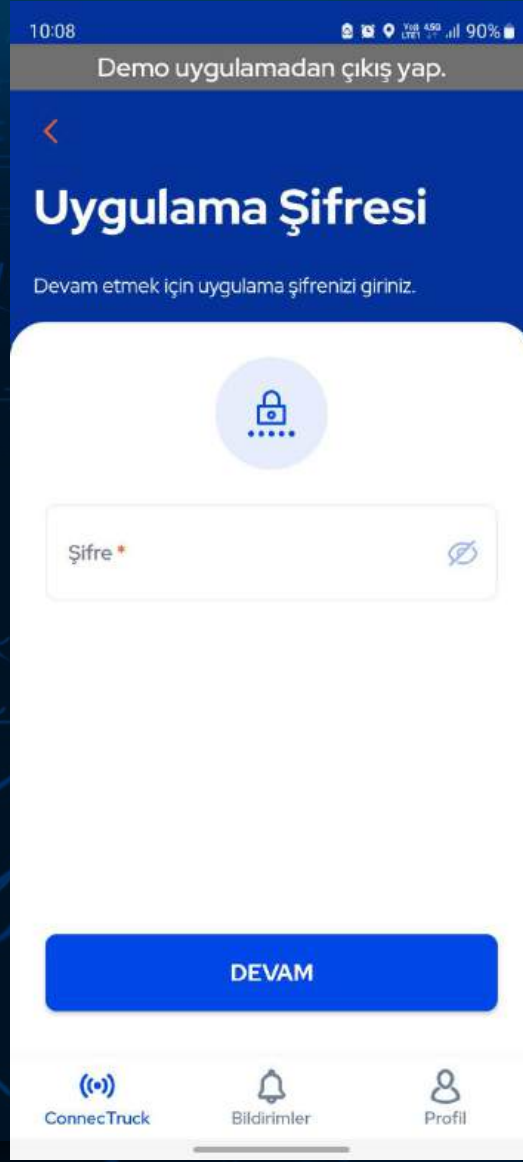 10:08
90%
Demo uygulamadan çıkış yap.
Uygulama Şifresi
Devam etmek için uygulama şifrenizi giriniz.
Şifre *
DEVAM
ConnecTruck
Bildirimler
Profil